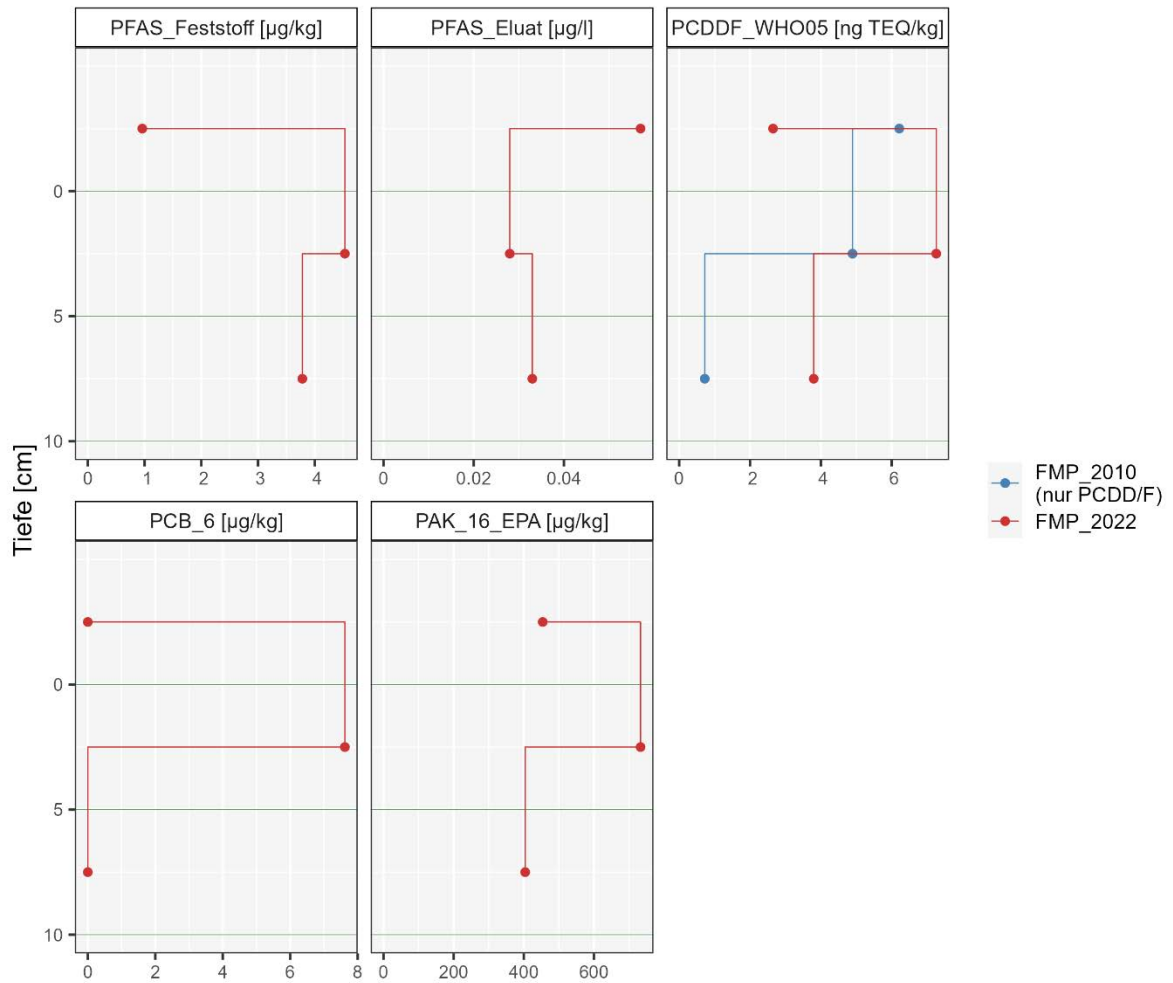 PFAS_Feststoff [µg/kg]
PFAS_Eluat [µg/l]
PCDDF_WHO05 [ng TEQ/kg]
0
5
10
0 1 2 3 4
0 0.02 0.04
0 2 4 6
Tiefe [cm]
PCB_6 [µg/kg]
PAK_16_EPA [µg/kg]
0
5
10
0 2 4 6 8
0 200 400 600
FMP_2010
(nur PCDD/F)
FMP_2022